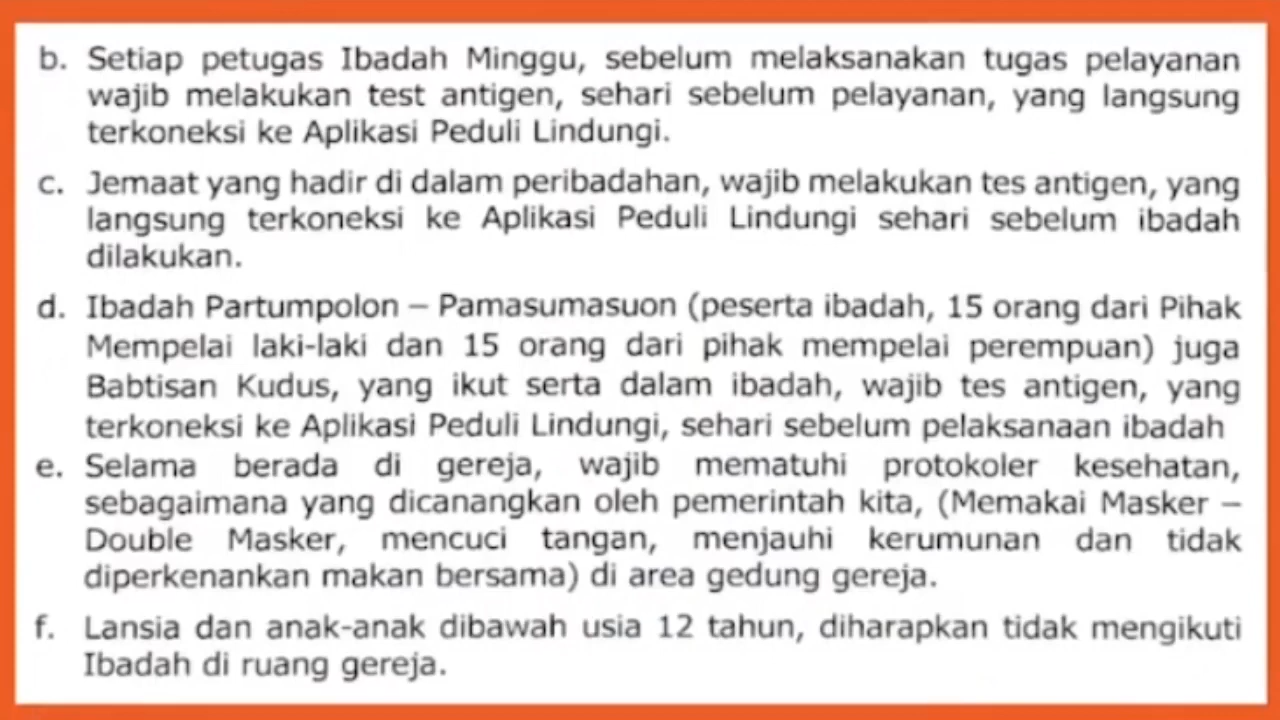 b. Setiap petugas Ibadah Minggu, sebelum melaksanakan tugas pelayanan
wajib melakukan test antigen, sehari sebelum pelayanan, yang langsung
terkoneksi ke Aplikasi Peduli Lindungi.
c. Jemaat yang hadir di dalam peribadahan, wajib melakukan tes antigen, yang
langsung terkoneksi ke Aplikasi Peduli Lindungi sehari sebelum ibadah
dilakukan.
d. Ibadah Partumpolon – Pamasumasuon (peserta ibadah, 15 orang dari Pihak
Mempelai laki-laki dan 15 orang dari pihak mempelai perempuan) juga
Babtisan Kudus, yang ikut serta dalam ibadah, wajib tes antigen, yang
terkoneksi ke Aplikasi Peduli Lindungi, sehari sebelum pelaksanaan ibadah
e. Selama berada di gereja, wajib mematuhi protokoler kesehatan,
sebagaimana yang dicanangkan oleh pemerintah kita, (Memakai Masker –
Double Masker, mencuci tangan, menjauhi kerumunan dan tidak
diperkenankan makan bersama) di area gedung gereja.
f. Lansia dan anak-anak dibawah usia 12 tahun, diharapkan tidak mengikuti
Ibadah di ruang gereja.